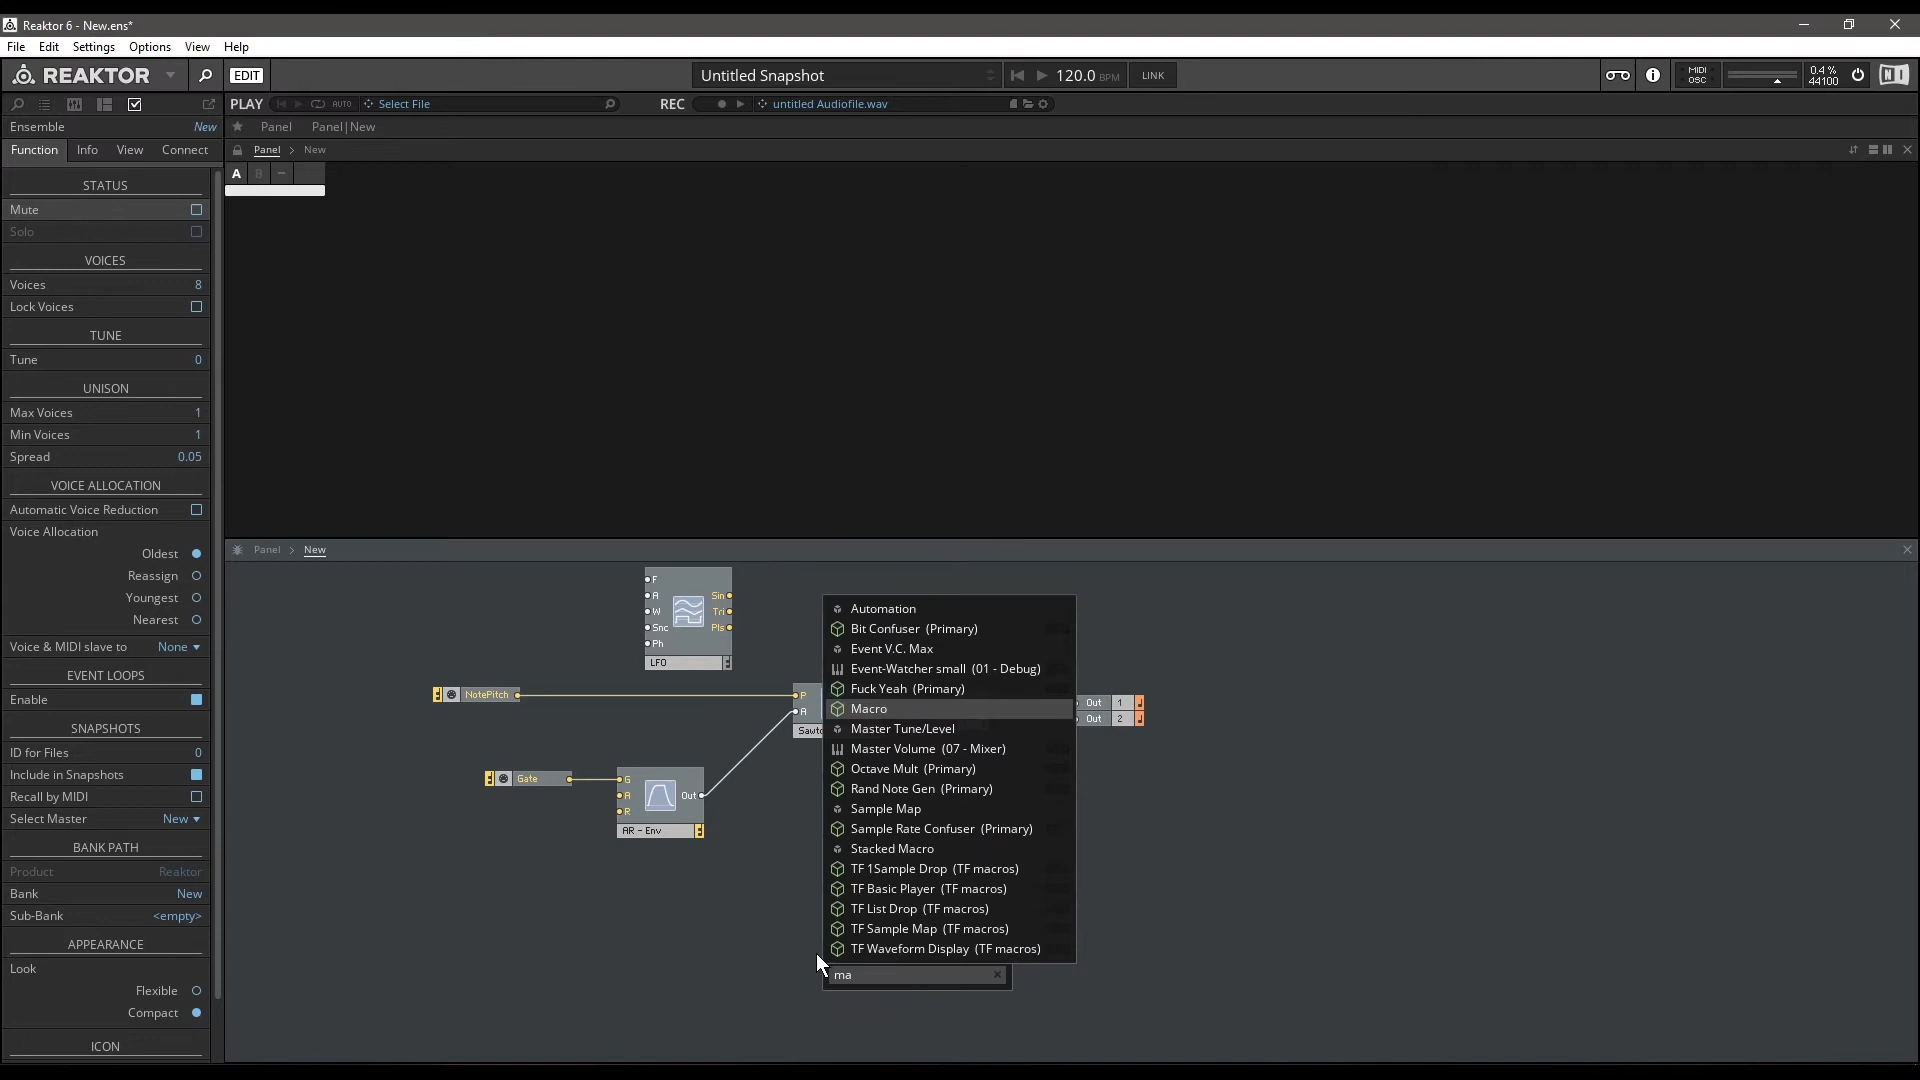 Reaktor 6 - New.ens*
File Edit Settings Options View Help
REAKTOR EDIT Untitled Snapshot 120.0 BPM LINK MIDI OSC 0.4 % 44100 NI
PLAY AUTO Select File REC untitled Audiofile.wav
Ensemble New Panel Panel|New
Function Info View Connect Panel > New
A B
STATUS
Mute
Solo
VOICES
Voices 8
Lock Voices
TUNE
Tune 0
UNISON
Max Voices 1
Min Voices 1
Spread 0.05
VOICE ALLOCATION
Automatic Voice Reduction
Voice Allocation
Oldest
Reassign
Youngest
Nearest
Voice & MIDI slave to None
EVENT LOOPS
Enable
SNAPSHOTS
ID for Files 0
Include in Snapshots
Recall by MIDI
Select Master New
BANK PATH
Product Reaktor
Bank New
Sub-Bank <empty>
APPEARANCE
Look
Flexible
Compact
ICON
Panel > New
F
A Sin
W Tri
Snc Pls
Ph
LFO
NotePitch
P
A
Sawto
Gate
G
A Out
R
AR - Env
Out 1
Out 2
Automation
Bit Confuser (Primary)
Event V.C. Max
Event-Watcher small (01 - Debug)
Fuck Yeah (Primary)
Macro
Master Tune/Level
Master Volume (07 - Mixer)
Octave Mult (Primary)
Rand Note Gen (Primary)
Sample Map
Sample Rate Confuser (Primary)
Stacked Macro
TF 1Sample Drop (TF macros)
TF Basic Player (TF macros)
TF List Drop (TF macros)
TF Sample Map (TF macros)
TF Waveform Display (TF macros)
ma